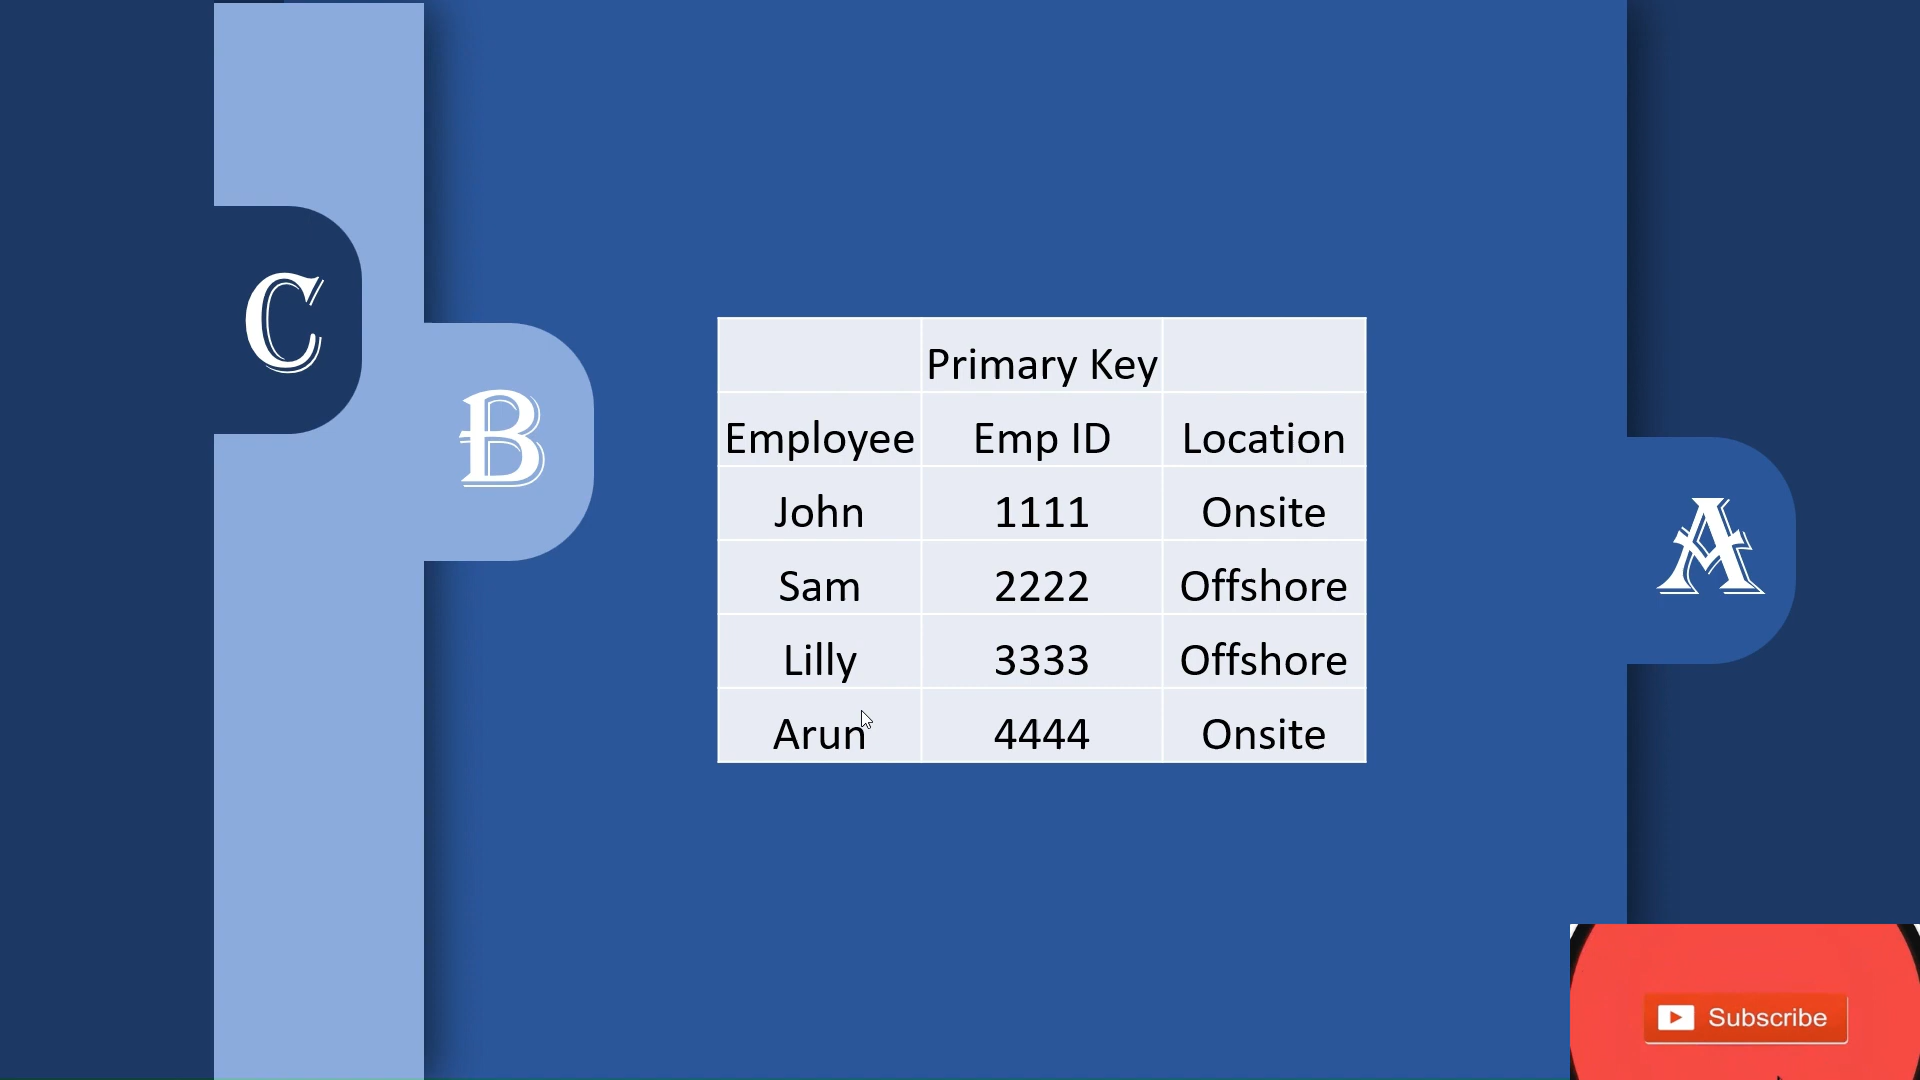 C
B
Primary Key
Employee Emp ID Location
John 1111 Onsite
Sam 2222 Offshore
Lilly 3333 Offshore
Arun 4444 Onsite
A
Subscribe